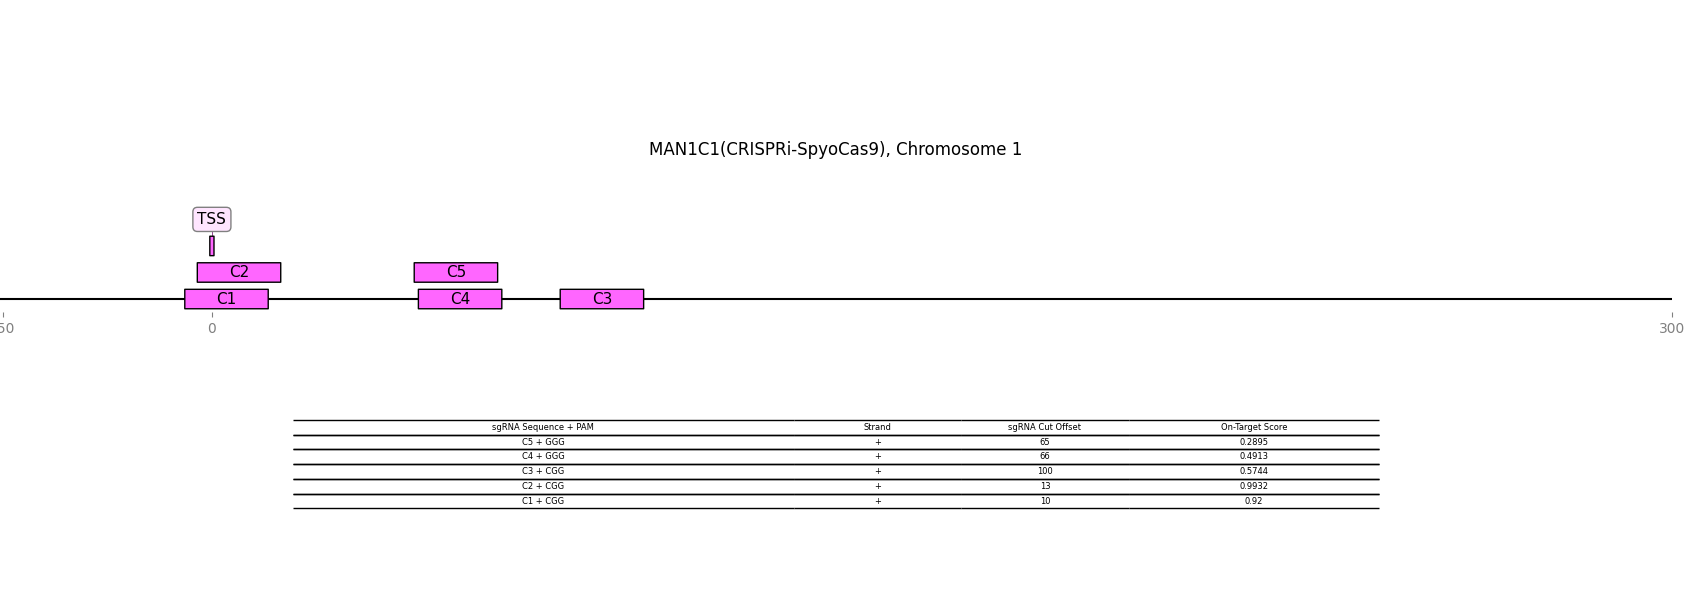 MAN1C1(CRISPRi-SpyoCas9), Chromosome 1
TSS
C2 C5
C1 C4 C3
50 0 300
sgRNA Sequence + PAM Strand sgRNA Cut Offset On-Target Score
C5 + GGG + 65 0.2895
C4 + GGG + 66 0.4913
C3 + CGG + 100 0.5744
C2 + CGG + 13 0.9932
C1 + CGG + 10 0.92